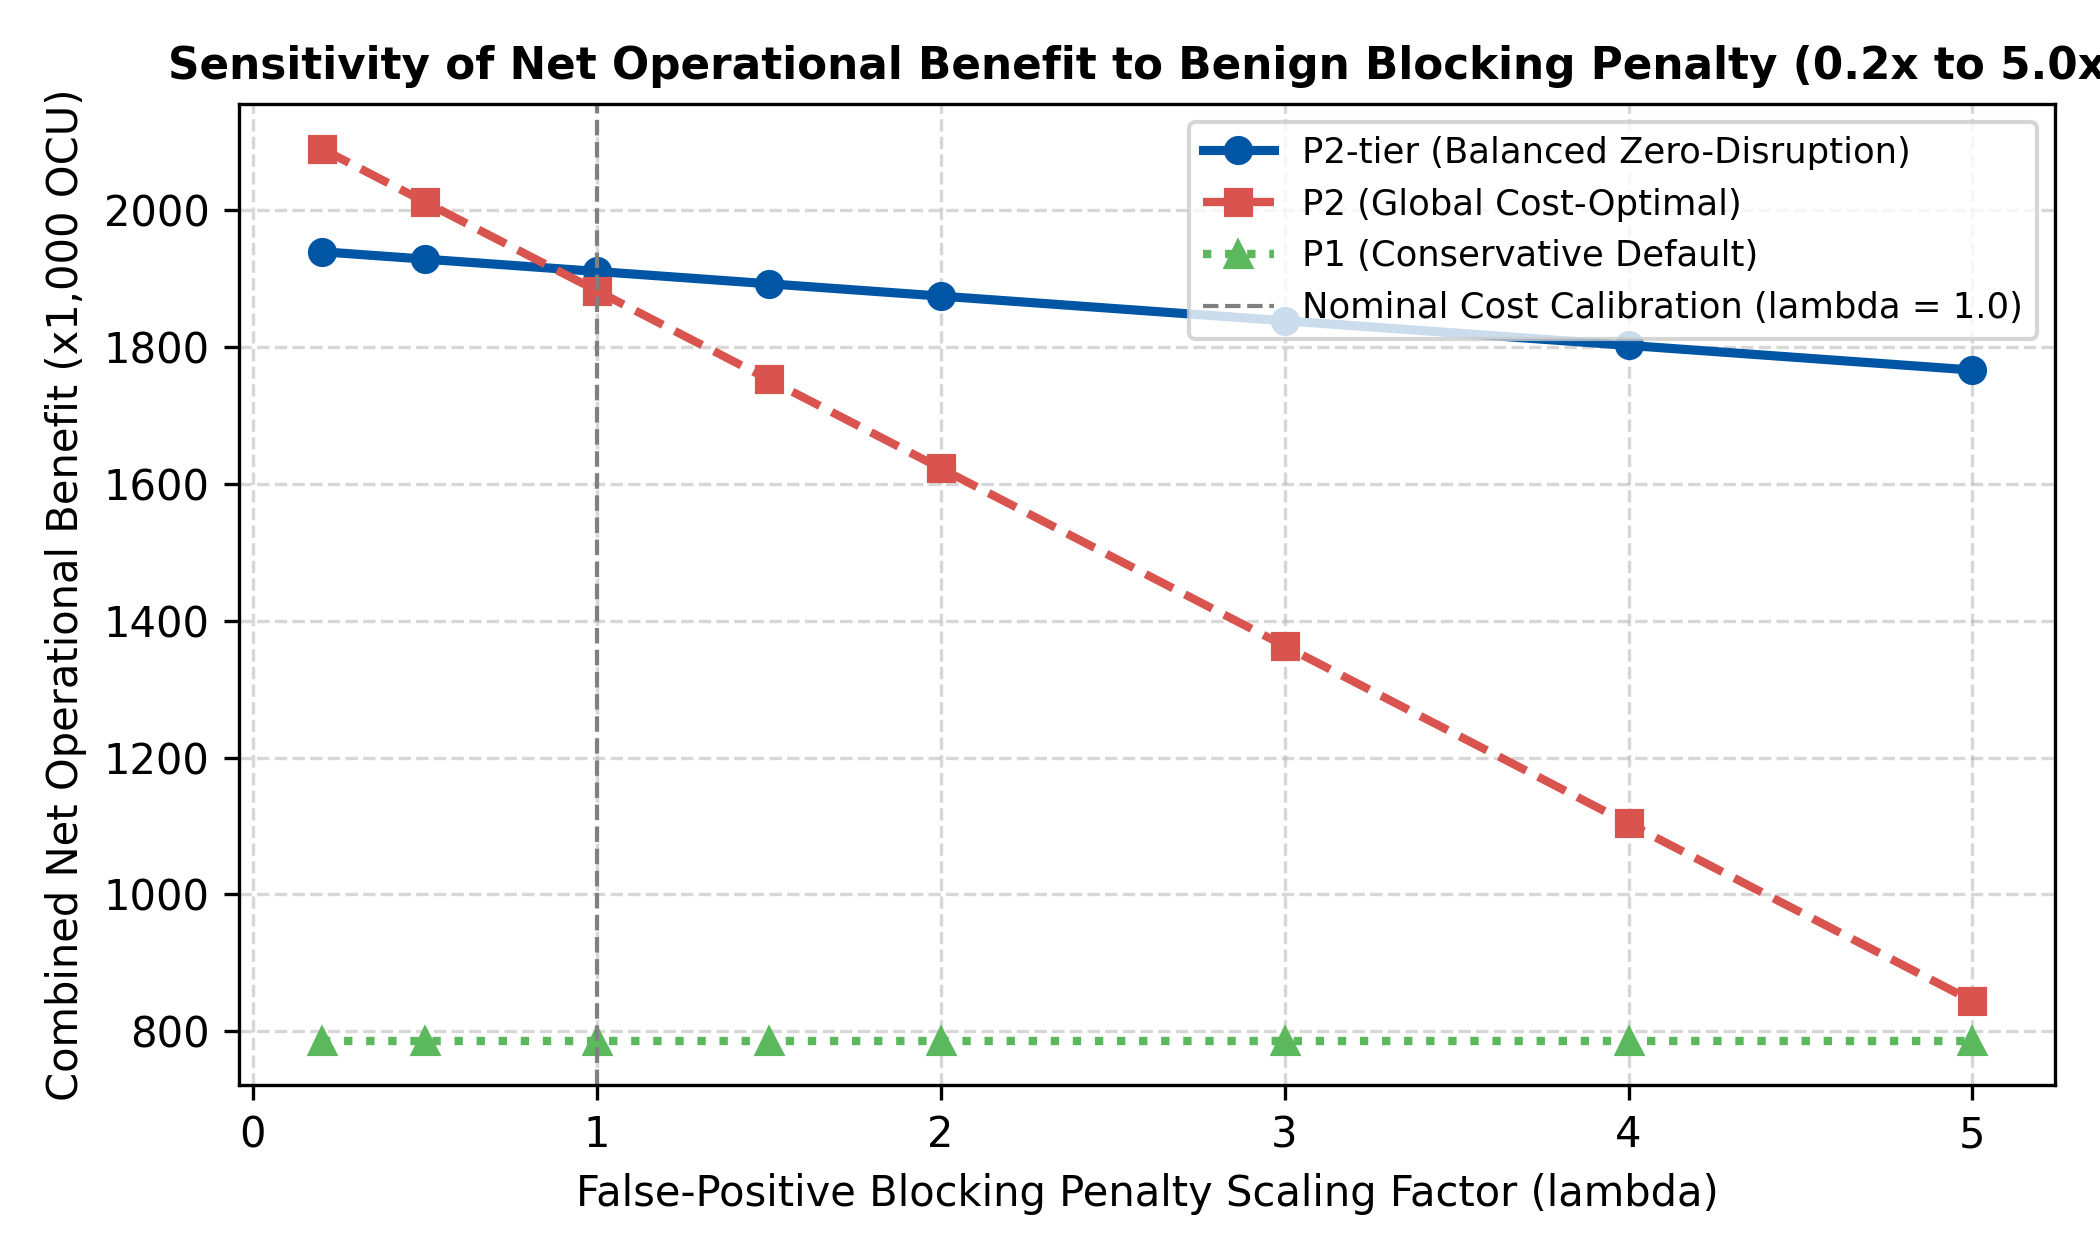 Sensitivity of Net Operational Benefit to Benign Blocking Penalty (0.2x to 5.0x
Combined Net Operational Benefit (x1,000 OCU)
2000
1800
1600
1400
1200
1000
800
P2-tier (Balanced Zero-Disruption)
P2 (Global Cost-Optimal)
P1 (Conservative Default)
Nominal Cost Calibration (lambda = 1.0)
0 1 2 3 4 5
False-Positive Blocking Penalty Scaling Factor (lambda)